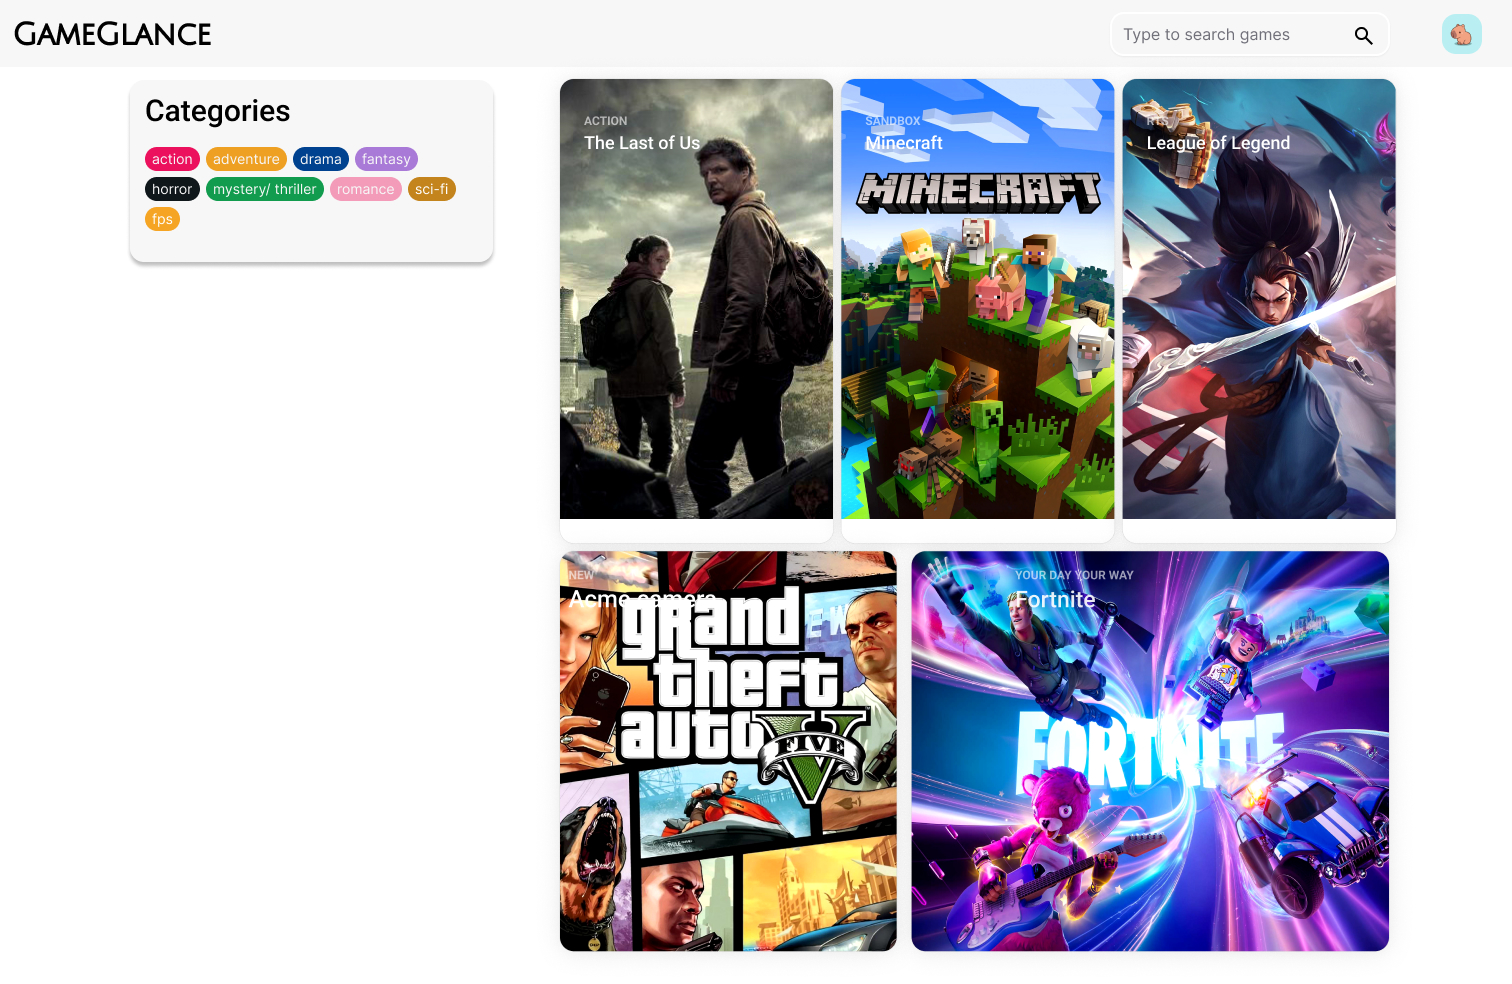 GAMEGLANCE
Type to search games
Categories
action adventure drama fantasy
horror mystery/ thriller romance sci-fi
fps
ACTION
The Last of Us
SANDBOX
Minecraft
MINECRAFT
RTS
League of Legend
NEW
Acme camera
grand
theft
auto
FIVE
YOUR DAY YOUR WAY
Fortnite
FORTNITE